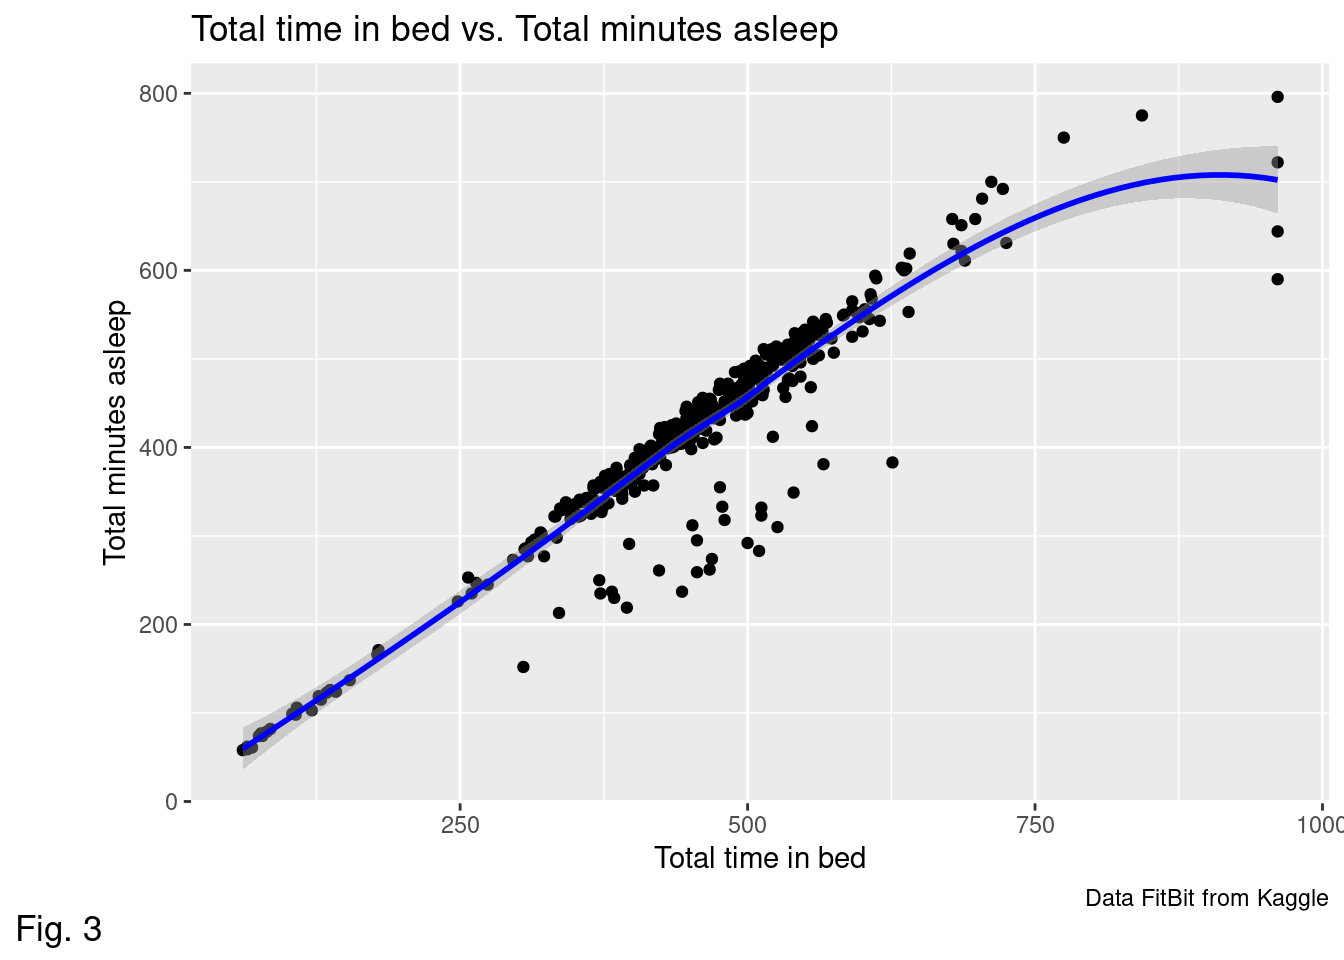 Total time in bed vs. Total minutes asleep
Total minutes asleep
800
600
400
200
0
250
500
750
1000
Total time in bed
Data FitBit from Kaggle
Fig. 3